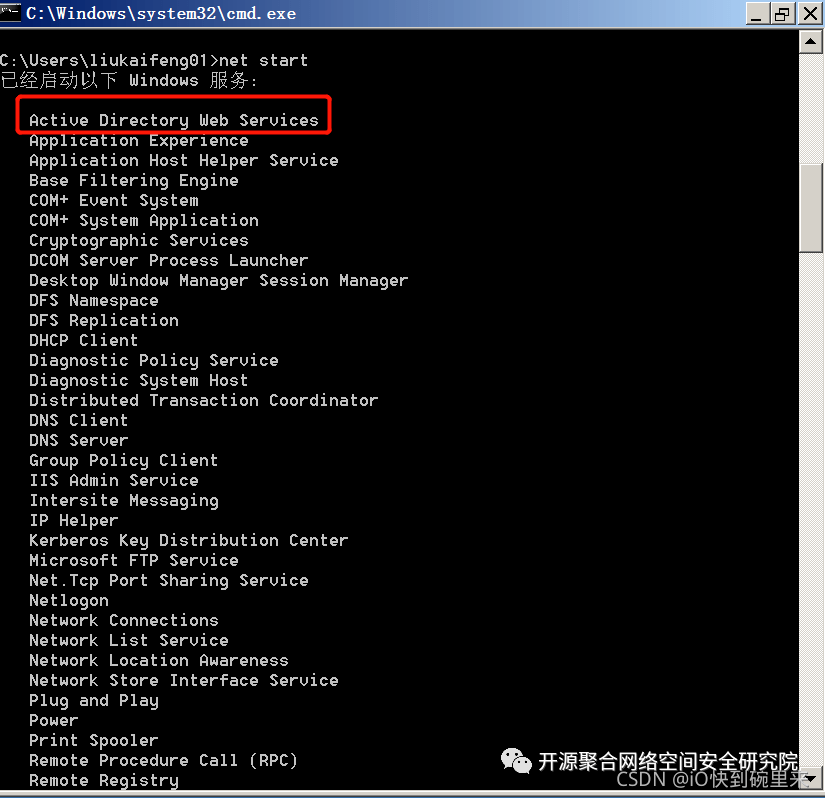 C:\Windows\system32\cmd.exe
C:\Users\liukaifeng01>net start
已经启动以下 Windows 服务:
Active Directory Web Services
Application Experience
Application Host Helper Service
Base Filtering Engine
COM+ Event System
COM+ System Application
Cryptographic Services
DCOM Server Process Launcher
Desktop Window Manager Session Manager
DFS Namespace
DFS Replication
DHCP Client
Diagnostic Policy Service
Diagnostic System Host
Distributed Transaction Coordinator
DNS Client
DNS Server
Group Policy Client
IIS Admin Service
Intersite Messaging
IP Helper
Kerberos Key Distribution Center
Microsoft FTP Service
Net.Tcp Port Sharing Service
Netlogon
Network Connections
Network List Service
Network Location Awareness
Network Store Interface Service
Plug and Play
Power
Print Spooler
Remote Procedure Call (RPC)
Remote Registry
开源聚合网络空间安全研究院
CSDN @iO快到碗里来